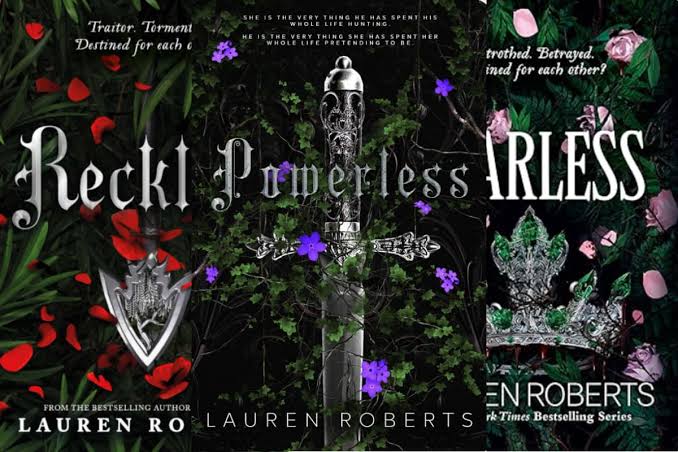 Traitor. Torment
Destined for each o
Reckl
FROM THE BESTSELLING AUTHOR
LAUREN RO
SHE IS THE VERY THING HE HAS SPENT HIS
WHOLE LIFE HUNTING.
HE IS THE VERY THING SHE HAS SPENT HER
WHOLE LIFE PRETENDING TO BE.
Powerless
LAUREN ROBERTS
trothed. Betrayed.
ined for each other?
ARLESS
EN ROBERTS
rk Times Bestselling Series